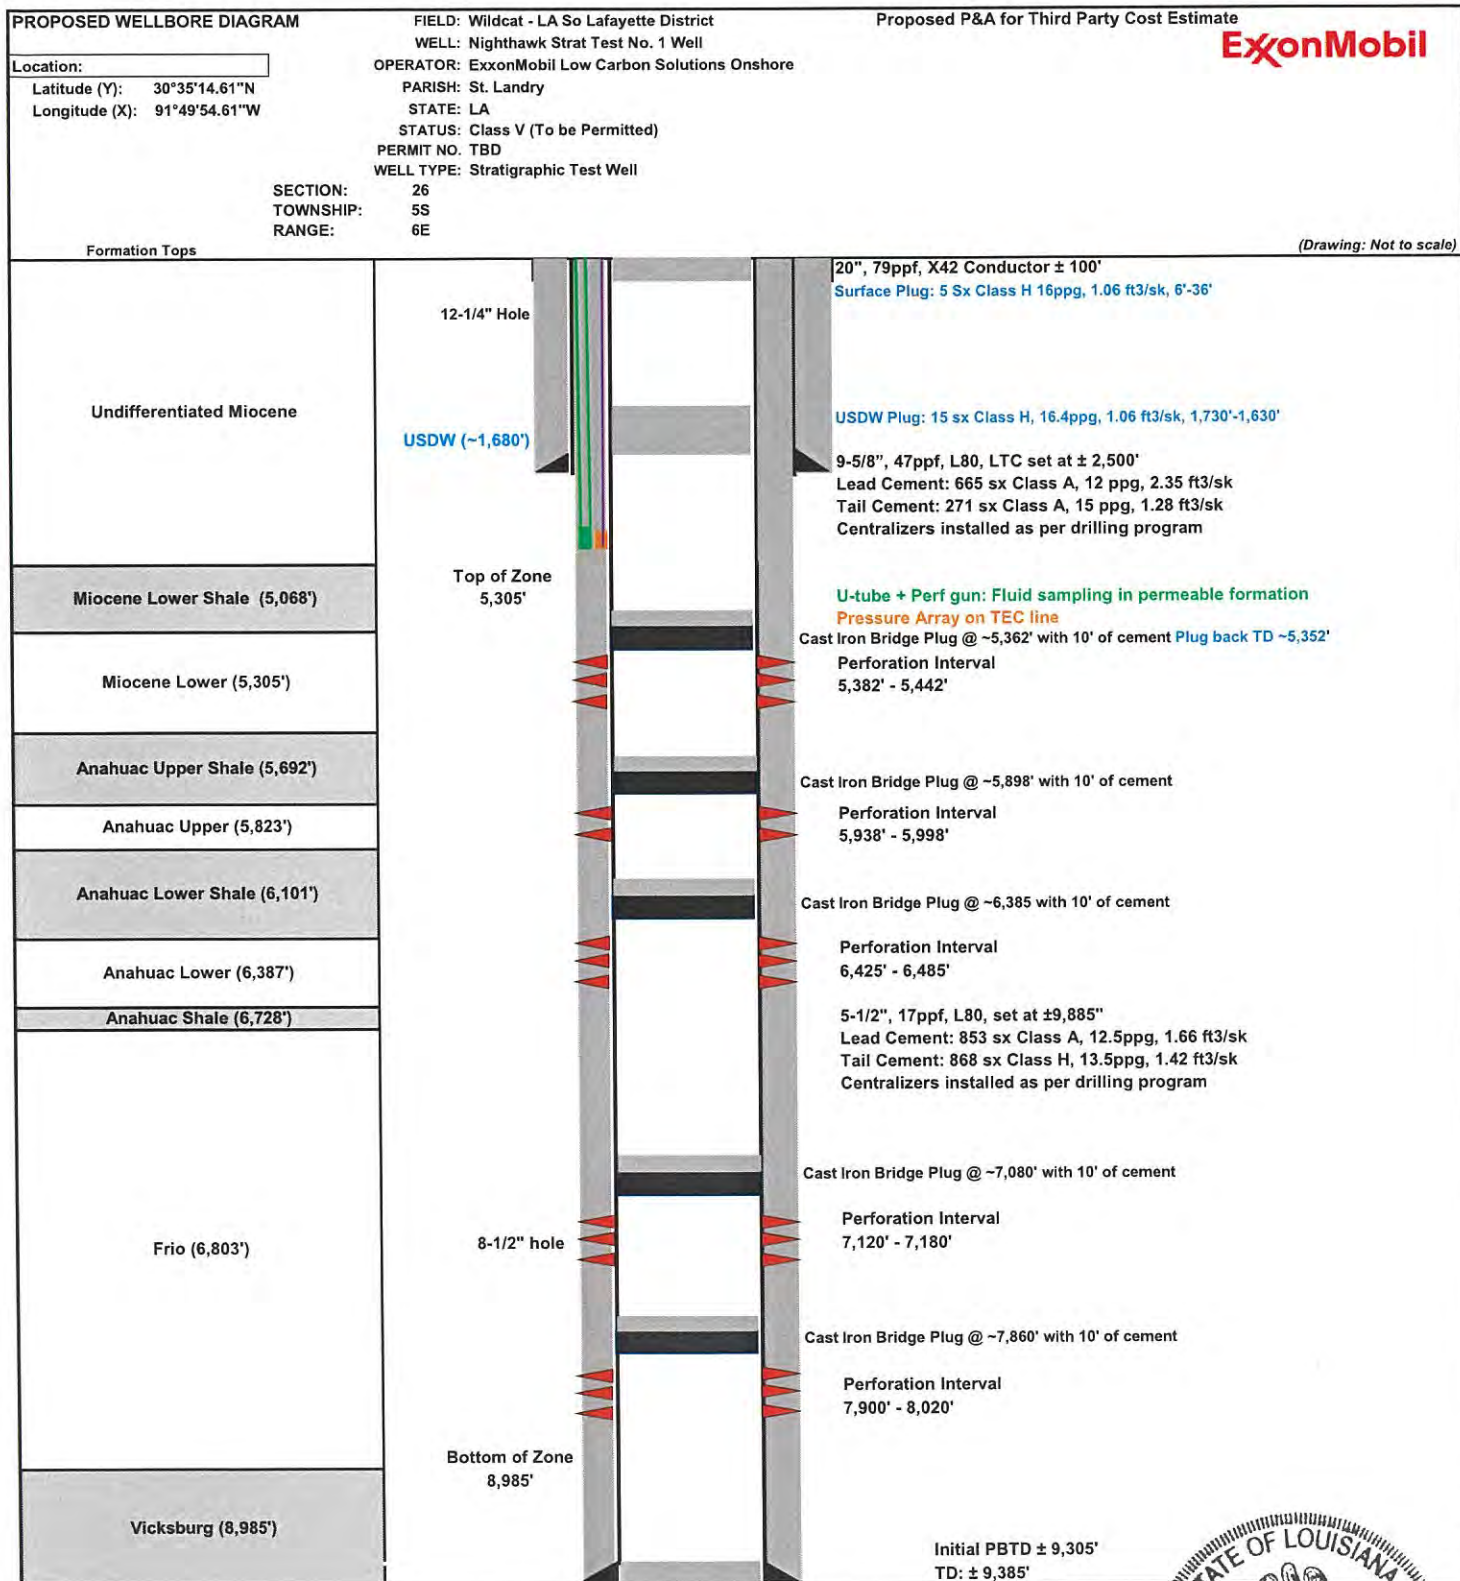 PROPOSED WELLBORE DIAGRAM
FIELD: Wildcat - LA So Lafayette District
Proposed P&A for Third Party Cost Estimate
WELL: Nighthawk Strat Test No. 1 Well
ExxonMobil
Location:
OPERATOR: ExxonMobil Low Carbon Solutions Onshore
Latitude (Y): 30°35'14.61"N
PARISH: St. Landry
Longitude (X): 91°49'54.61"W
STATE: LA
STATUS: Class V (To be Permitted)
PERMIT NO. TBD
WELL TYPE: Stratigraphic Test Well
SECTION: 26
TOWNSHIP: 5S
RANGE: 6E
Formation Tops
(Drawing: Not to scale)
20", 79ppf, X42 Conductor ± 100'
Surface Plug: 5 Sx Class H 16ppg, 1.06 ft3/sk, 6'-36'
12-1/4" Hole
Undifferentiated Miocene
USDW Plug: 15 sx Class H, 16.4ppg, 1.06 ft3/sk, 1,730'-1,630'
USDW (~1,680')
9-5/8", 47ppf, L80, LTC set at ± 2,500'
Lead Cement: 665 sx Class A, 12 ppg, 2.35 ft3/sk
Tail Cement: 271 sx Class A, 15 ppg, 1.28 ft3/sk
Centralizers installed as per drilling program
Top of Zone
5,305'
Miocene Lower Shale (5,068')
U-tube + Perf gun: Fluid sampling in permeable formation
Pressure Array on TEC line
Cast Iron Bridge Plug @ ~5,362' with 10' of cement Plug back TD ~5,352'
Perforation Interval
5,382' - 5,442'
Miocene Lower (5,305')
Anahuac Upper Shale (5,692')
Cast Iron Bridge Plug @ ~5,898' with 10' of cement
Perforation Interval
5,938' - 5,998'
Anahuac Upper (5,823')
Anahuac Lower Shale (6,101')
Cast Iron Bridge Plug @ ~6,385 with 10' of cement
Perforation Interval
6,425' - 6,485'
Anahuac Lower (6,387')
Anahuac Shale (6,728')
5-1/2", 17ppf, L80, set at ±9,885"
Lead Cement: 853 sx Class A, 12.5ppg, 1.66 ft3/sk
Tail Cement: 868 sx Class H, 13.5ppg, 1.42 ft3/sk
Centralizers installed as per drilling program
Cast Iron Bridge Plug @ ~7,080' with 10' of cement
Perforation Interval
7,120' - 7,180'
8-1/2" hole
Frio (6,803')
Cast Iron Bridge Plug @ ~7,860' with 10' of cement
Perforation Interval
7,900' - 8,020'
Bottom of Zone
8,985'
Vicksburg (8,985')
Initial PBTD ± 9,305'
TD: ± 9,385'
STATE OF LOUISIANA